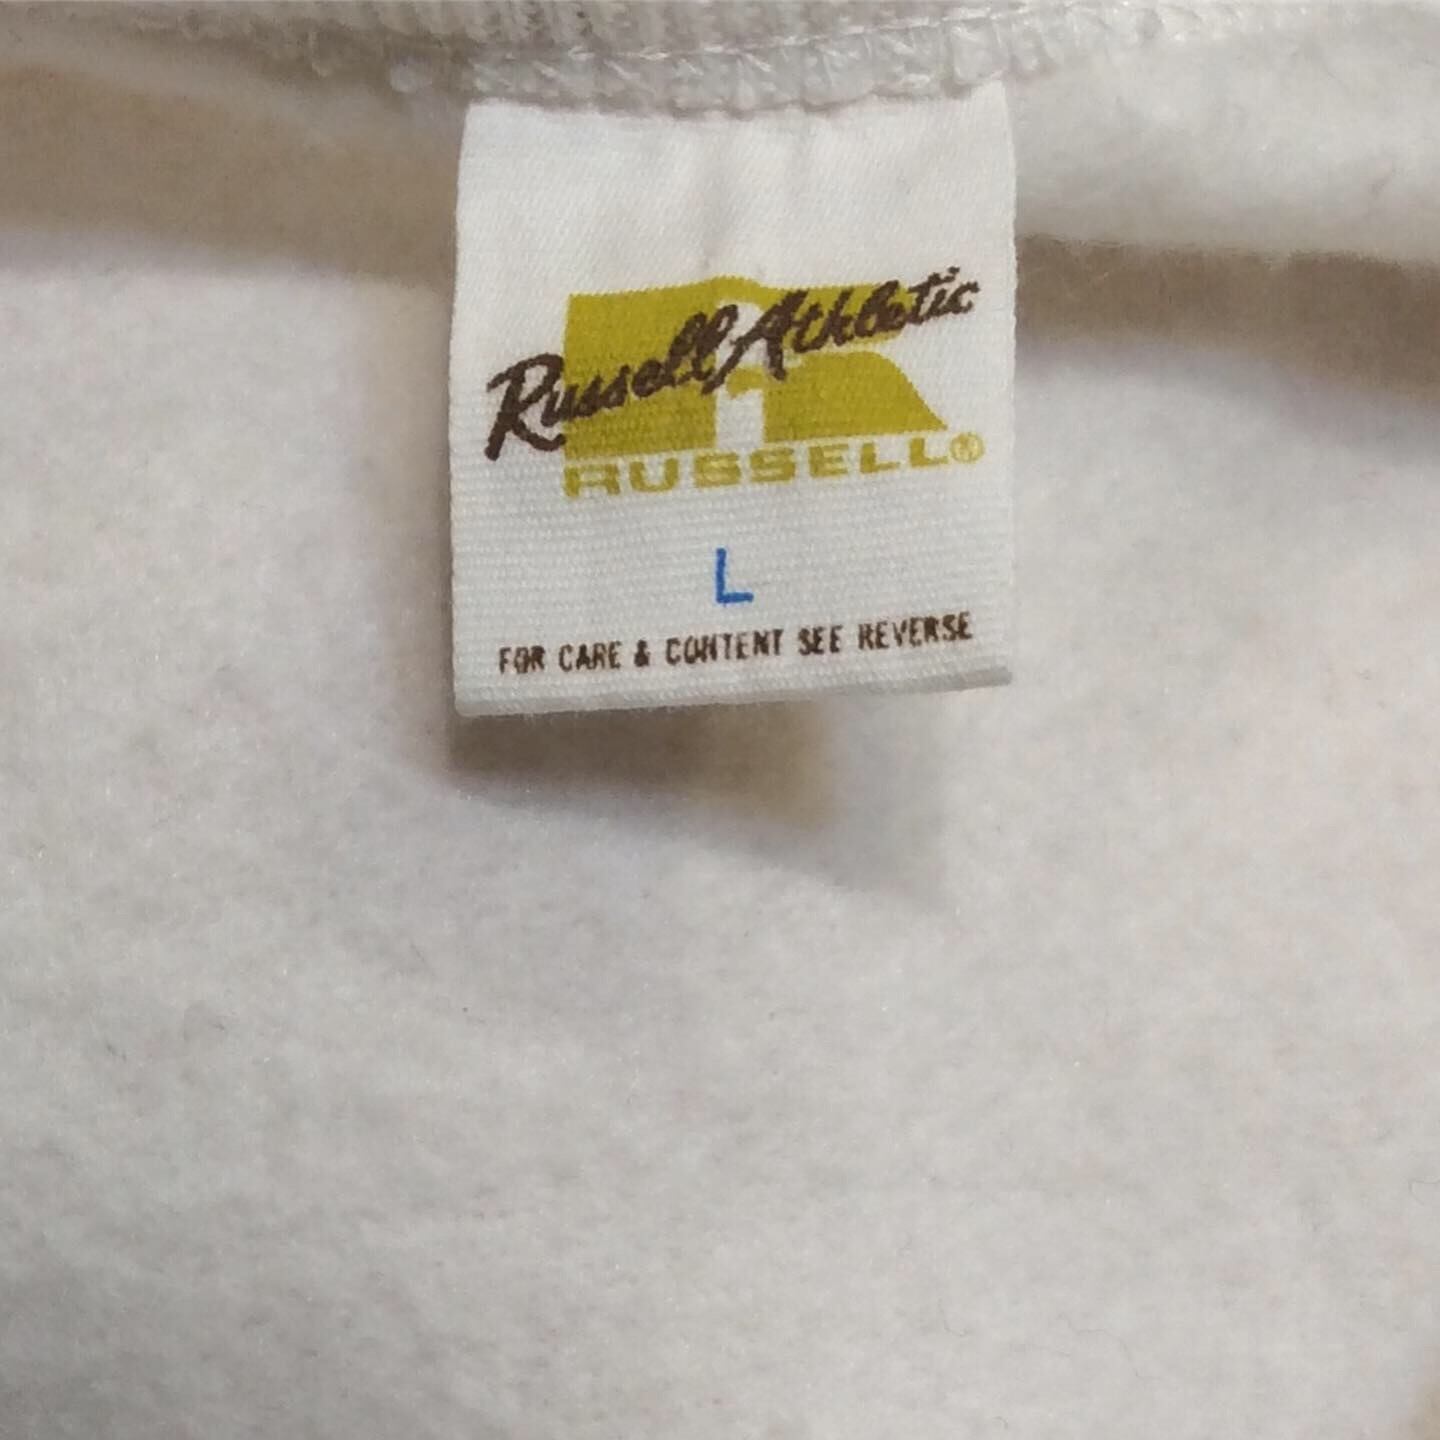 Russell Athletic
RUSSELL®
L
FOR CARE & CONTENT SEE REVERSE